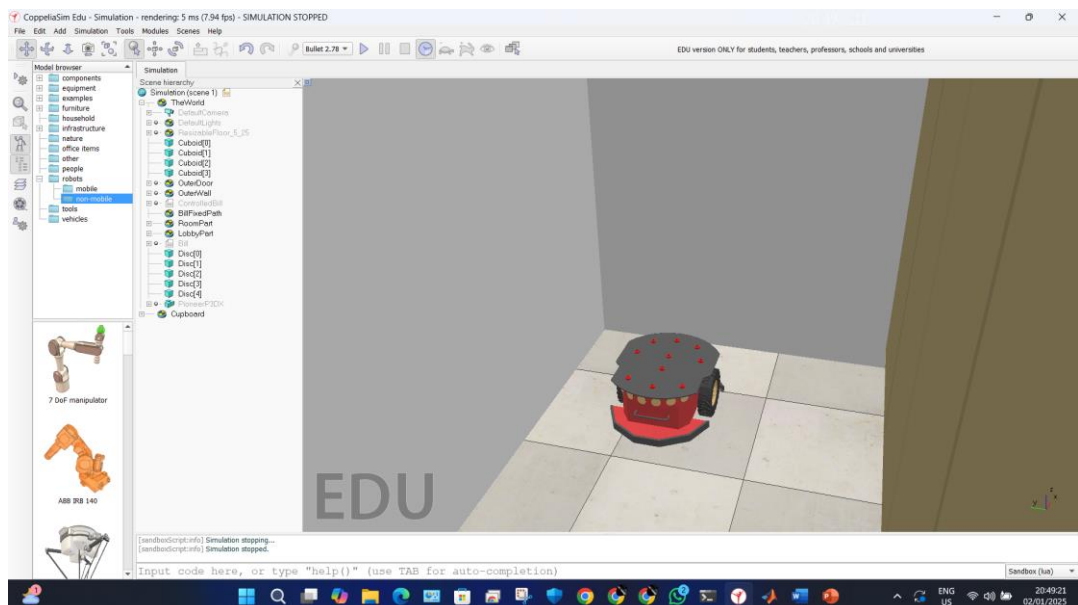 CoppeliaSim Edu - Simulation - rendering: 5 ms (7.94 fps) - SIMULATION STOPPED
File Edit Add Simulation Tools Modules Scenes Help
Bullet 2.78
EDU version ONLY for students, teachers, professors, schools and universities
Model browser
components
equipment
examples
furniture
household
infrastructure
nature
office items
other
people
robots
mobile
non-mobile
tools
vehicles
7 DoF manipulator
ABB IRB 140
Simulation
Scene hierarchy
Simulation (scene 1)
TheWorld
DefaultCamera
DefaultLights
ResizableFloor_5_25
Cuboid[0]
Cuboid[1]
Cuboid[2]
Cuboid[3]
OuterDoor
OuterWall
ControlledBill
BillFixedPath
RoomPart
LobbyPart
Bill
Disc[0]
Disc[1]
Disc[2]
Disc[3]
Disc[4]
PioneerP3DX
Cupboard
EDU
z
y
x
[sandboxScript:info] Simulation stopping...
[sandboxScript:info] Simulation stopped.
Input code here, or type "help()" (use TAB for auto-completion)
Sandbox (lua)
ENG
US
20:49:21
02/01/2025